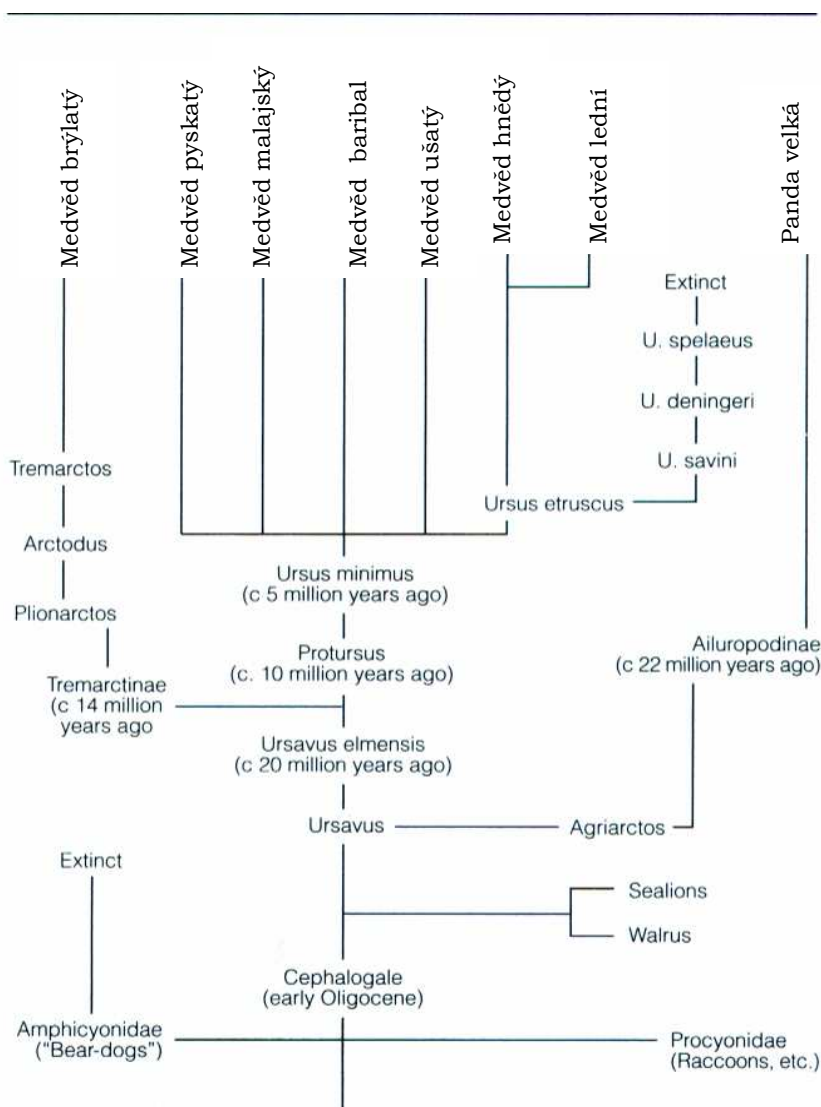 Medvěd brýlatý
Medvěd pyskatý
Medvěd malajský
Medvěd baribal
Medvěd ušatý
Medvěd hnědý
Medvěd lední
Panda velká
Extinct
U. spelaeus
U. deningeri
U. savini
Tremarctos
Ursus etruscus
Arctodus
Ursus minimus
(c 5 million years ago)
Plionarctos
Protursus
(c. 10 million years ago)
Ailuropodinae
(c 22 million years ago)
Tremarctinae
(c 14 million
years ago
Ursavus elmensis
(c 20 million years ago)
Ursavus
Agriarctos
Extinct
Sealions
Walrus
Cephalogale
(early Oligocene)
Amphicyonidae
("Bear-dogs")
Procyonidae
(Raccoons, etc.)